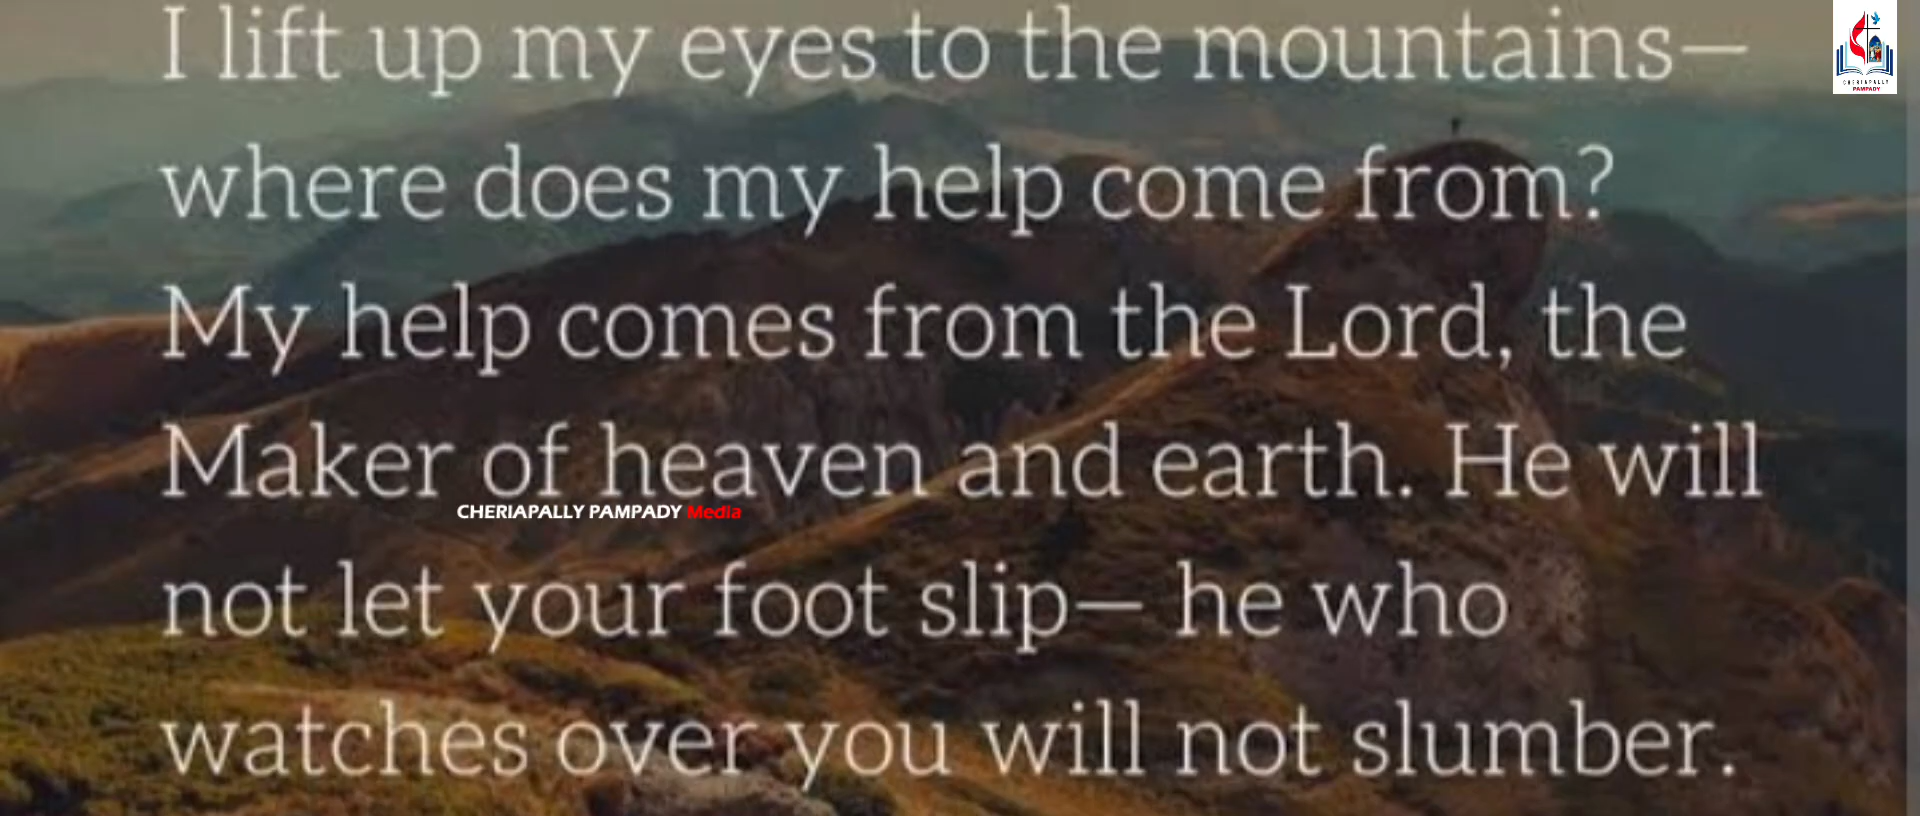 I lift up my eyes to the mountains—
where does my help come from?
My help comes from the Lord, the
Maker of heaven and earth. He will
not let your foot slip— he who
watches over you will not slumber.
CHERIAPALLY PAMPADY Media
CHERIAPALLY
PAMPADY